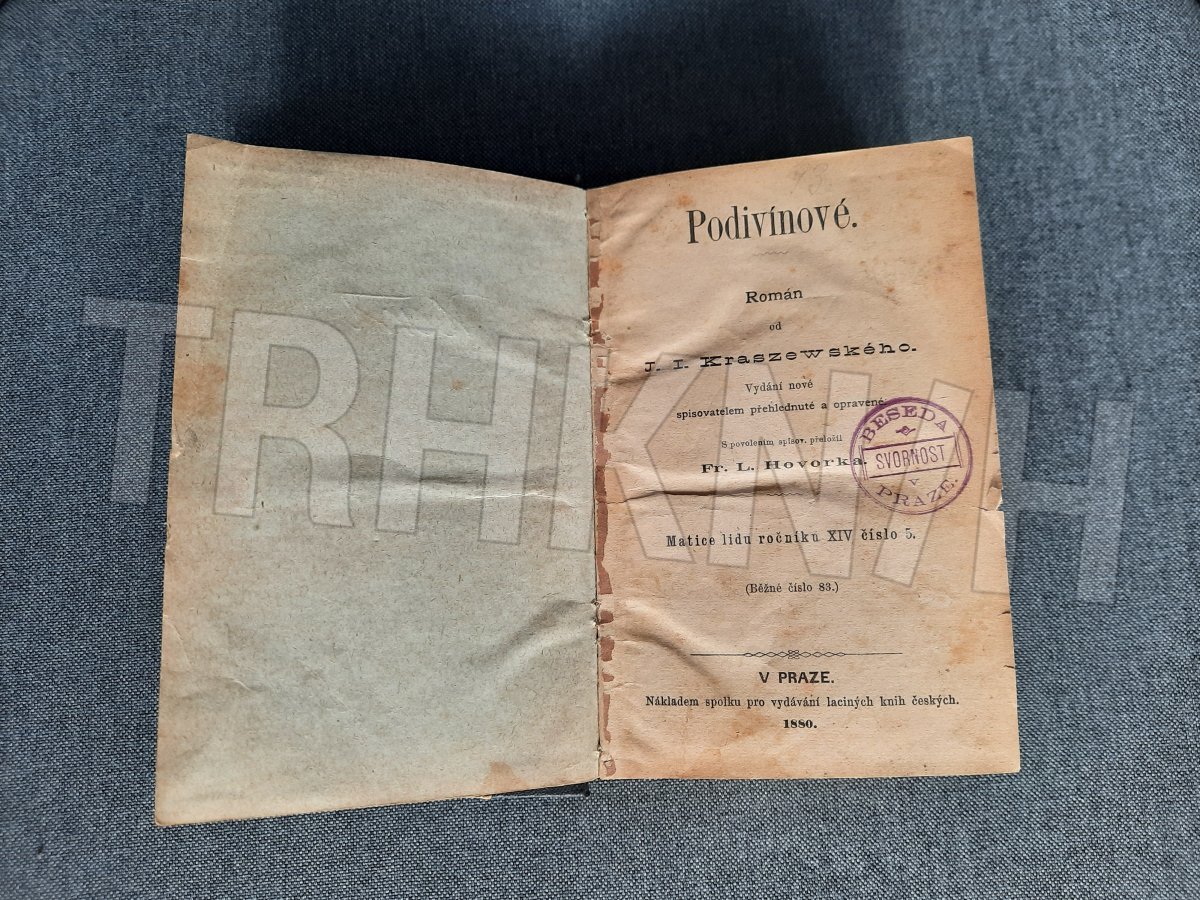 Podivínové.
Román
od
J. I. Kraszewského.
Vydání nové
spisovatelem přehlednuté a opravené.
S povolením spisov. přeložil
Fr. L. Hovorka.
BESEDA
SVORNOST
V
PRAZE.
Matice lidu ročníku XIV číslo 5.
(Běžné číslo 83.)
V PRAZE.
Nákladem spolku pro vydávání laciných knih českých.
1880.
TRHKNIH